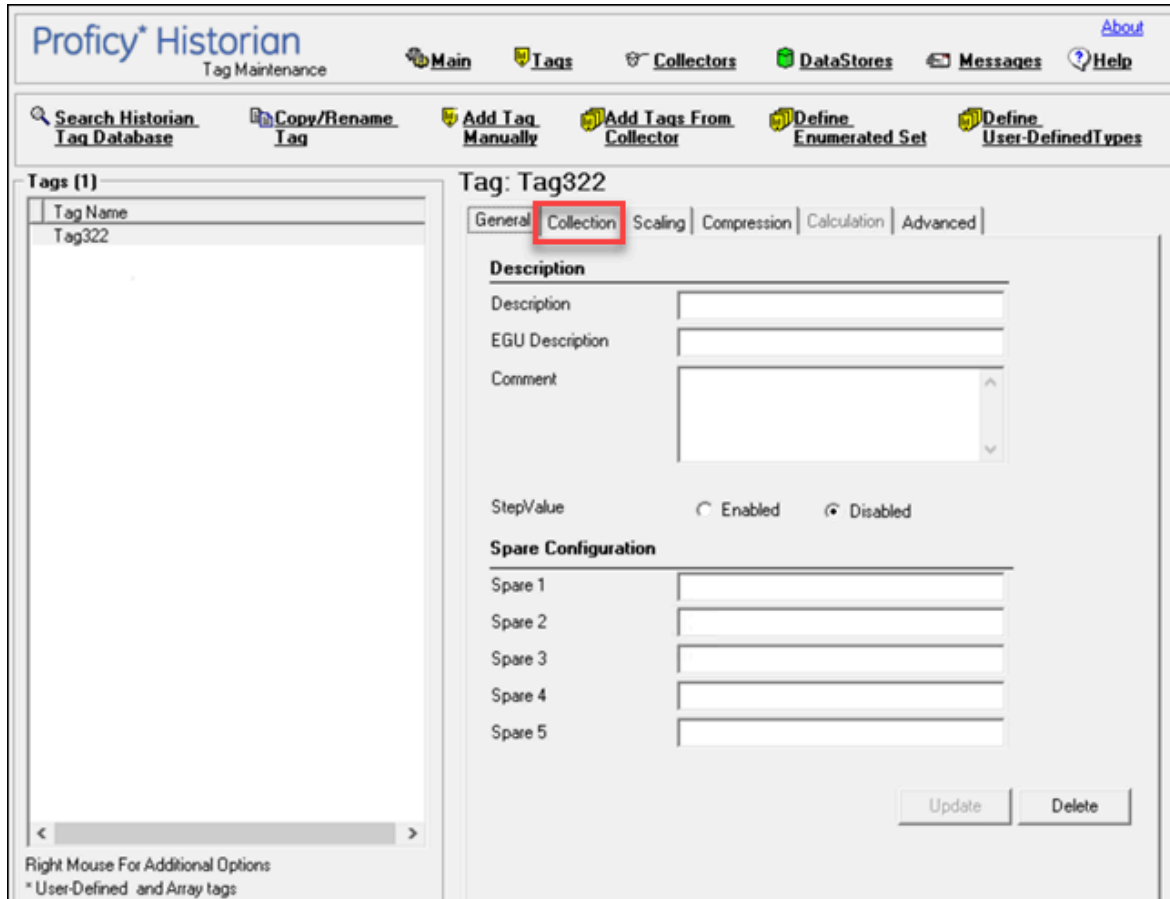 About
Proficy* Historian
Tag Maintenance
Main Tags Collectors DataStores Messages Help
Search Historian Tag Database
Copy/Rename Tag
Add Tag Manually
Add Tags From Collector
Define Enumerated Set
Define User-DefinedTypes
Tags (1)
Tag Name
Tag322
Right Mouse For Additional Options
* User-Defined and Array tags
Tag: Tag322
General Collection Scaling Compression Calculation Advanced
Description
Description
EGU Description
Comment
StepValue Enabled Disabled
Spare Configuration
Spare 1
Spare 2
Spare 3
Spare 4
Spare 5
Update Delete